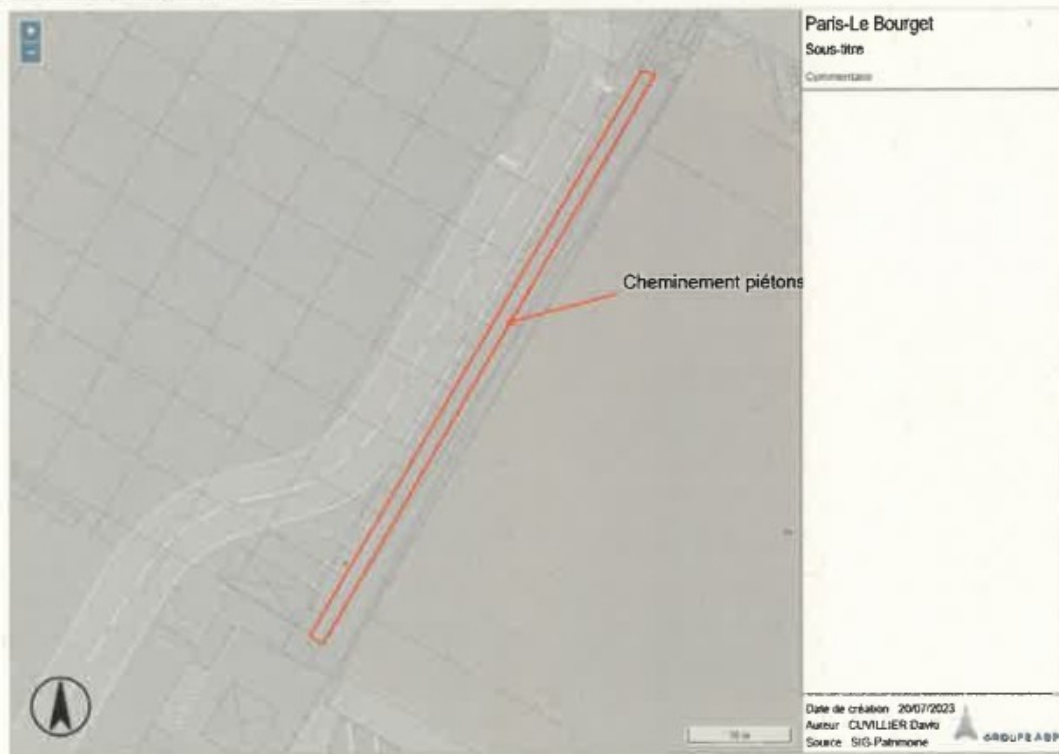 Paris-Le Bourget
Sous-titre
Commentaire
Cheminement piétons
Date de création 20/07/2023
Auteur CUVILLIER David
Source SIG-Patrimoine
GROUPE ADP